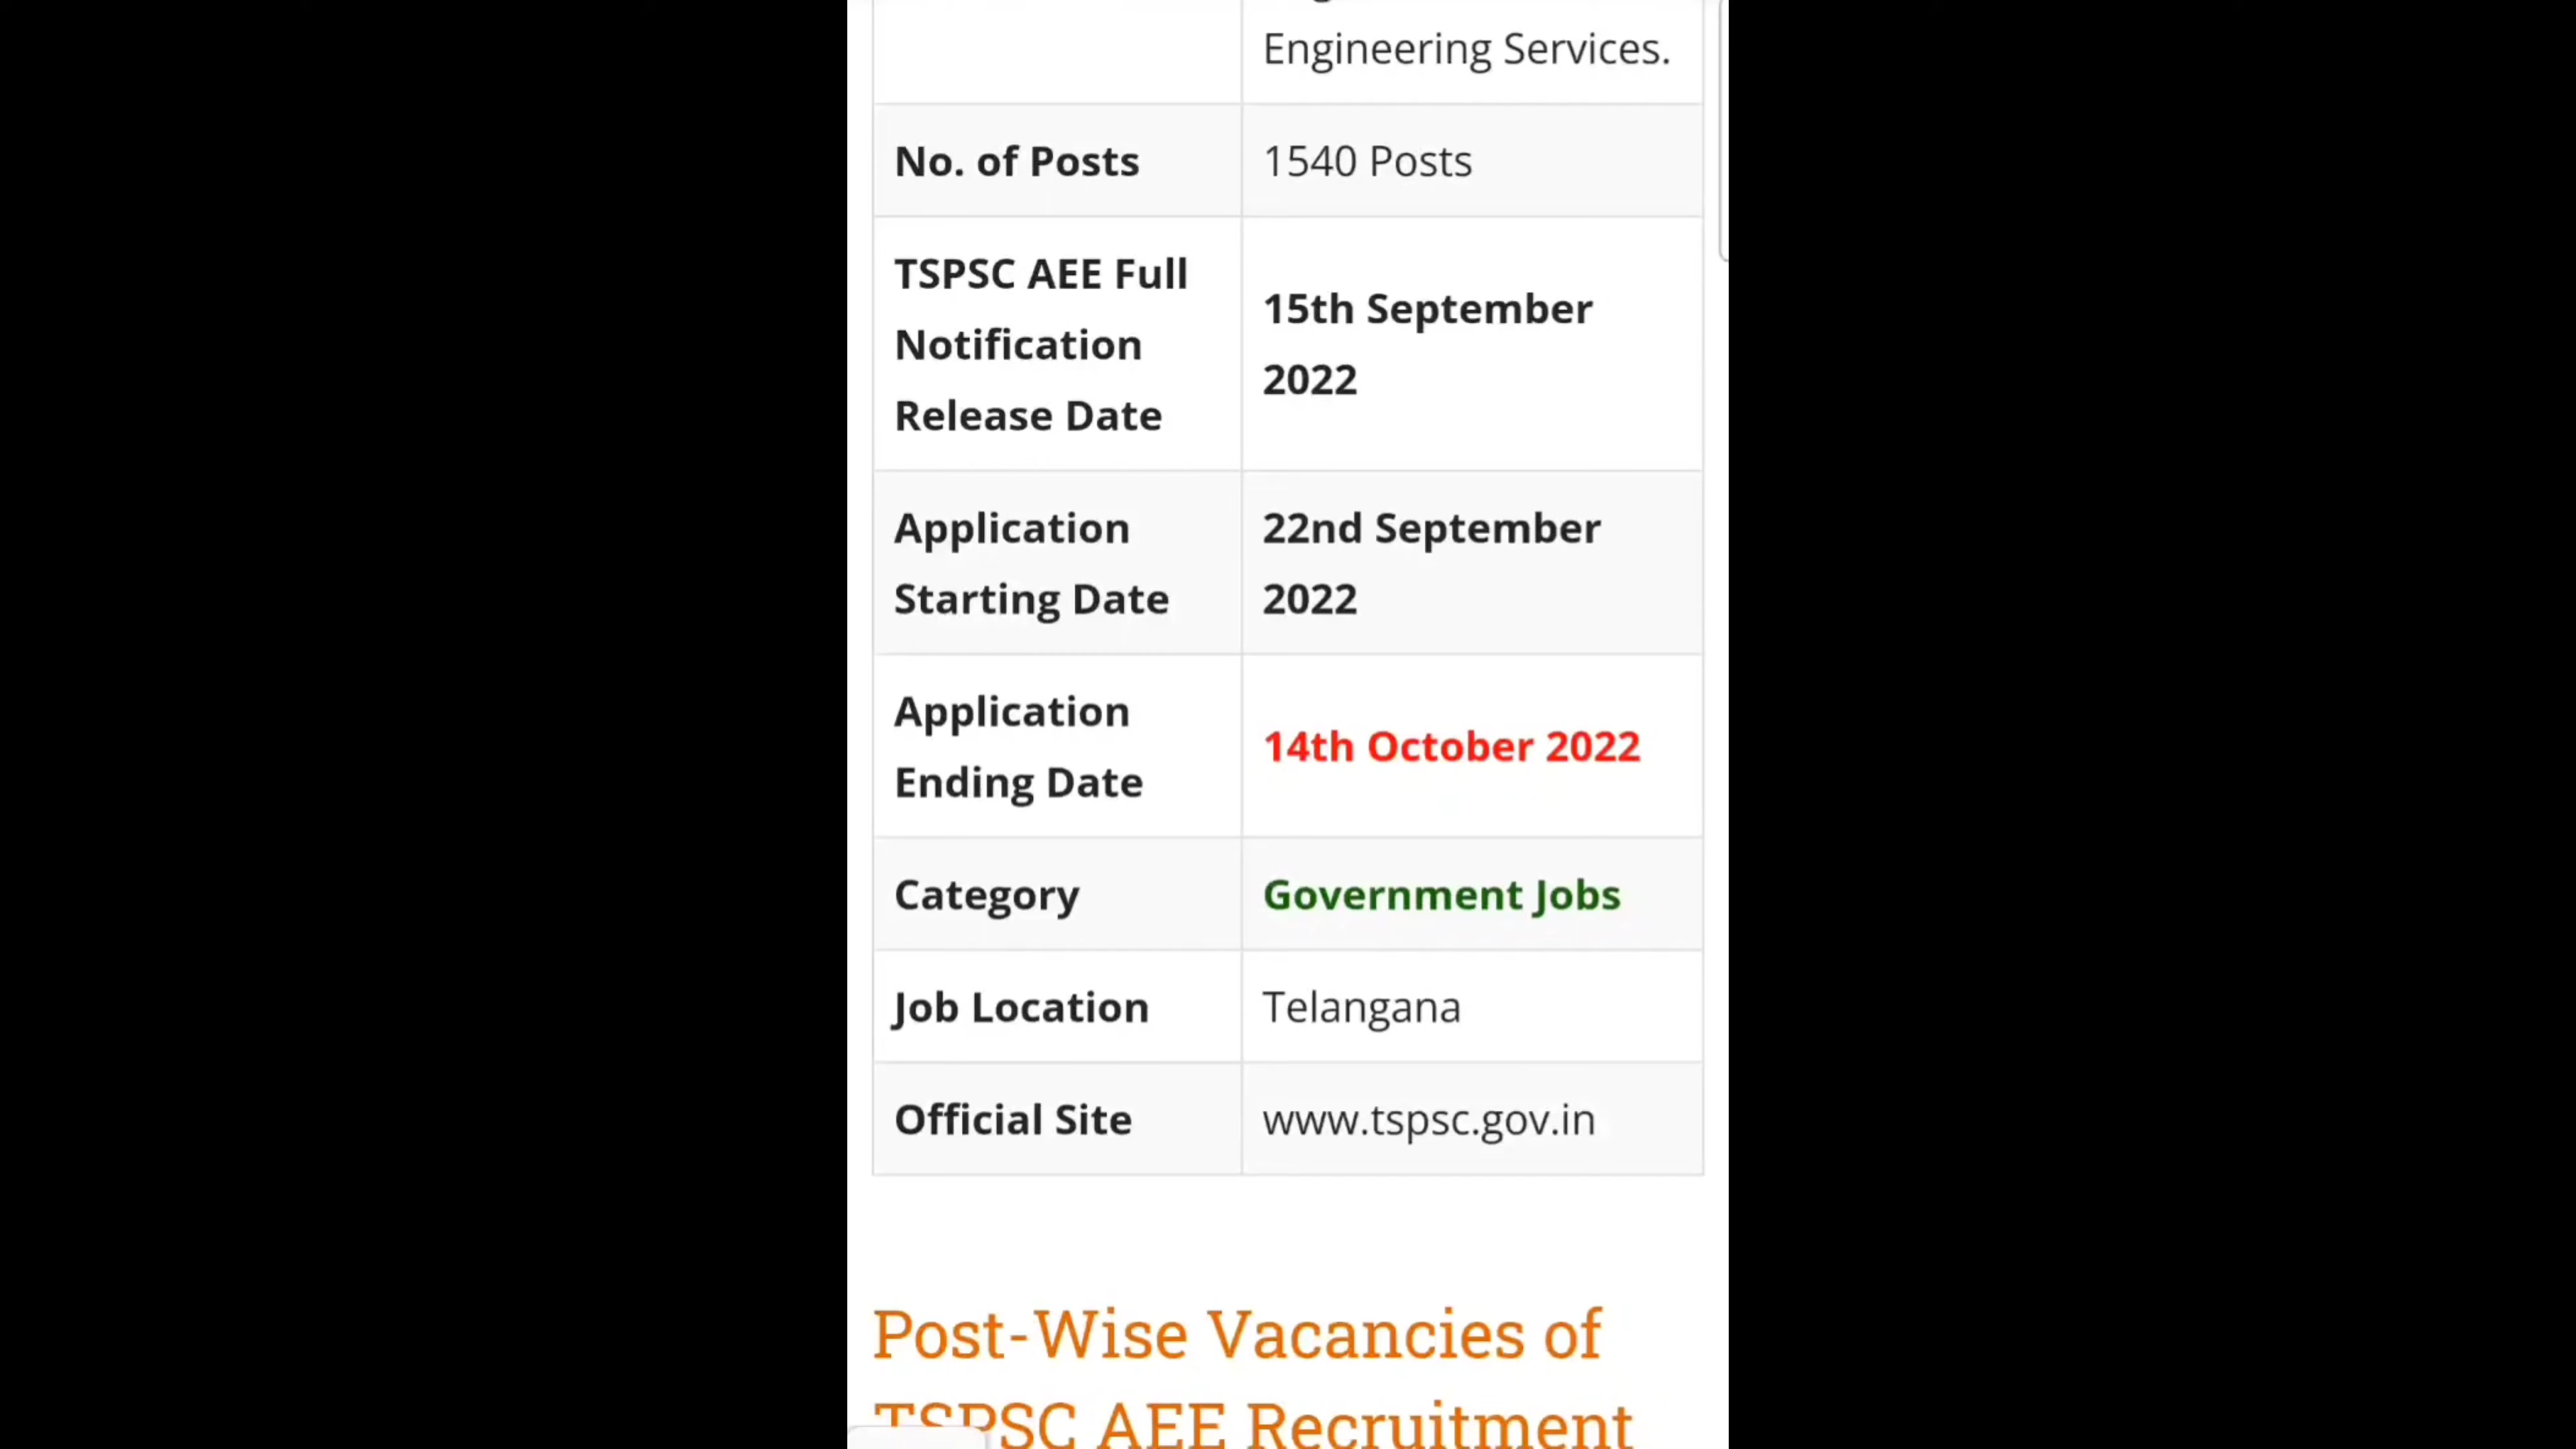 Engineering Services.
No. of Posts
1540 Posts
TSPSC AEE Full
Notification
Release Date
15th September
2022
Application
Starting Date
22nd September
2022
Application
Ending Date
14th October 2022
Category
Government Jobs
Job Location
Telangana
Official Site
www.tspsc.gov.in
Post-Wise Vacancies of
TSPSC AEE Recruitment